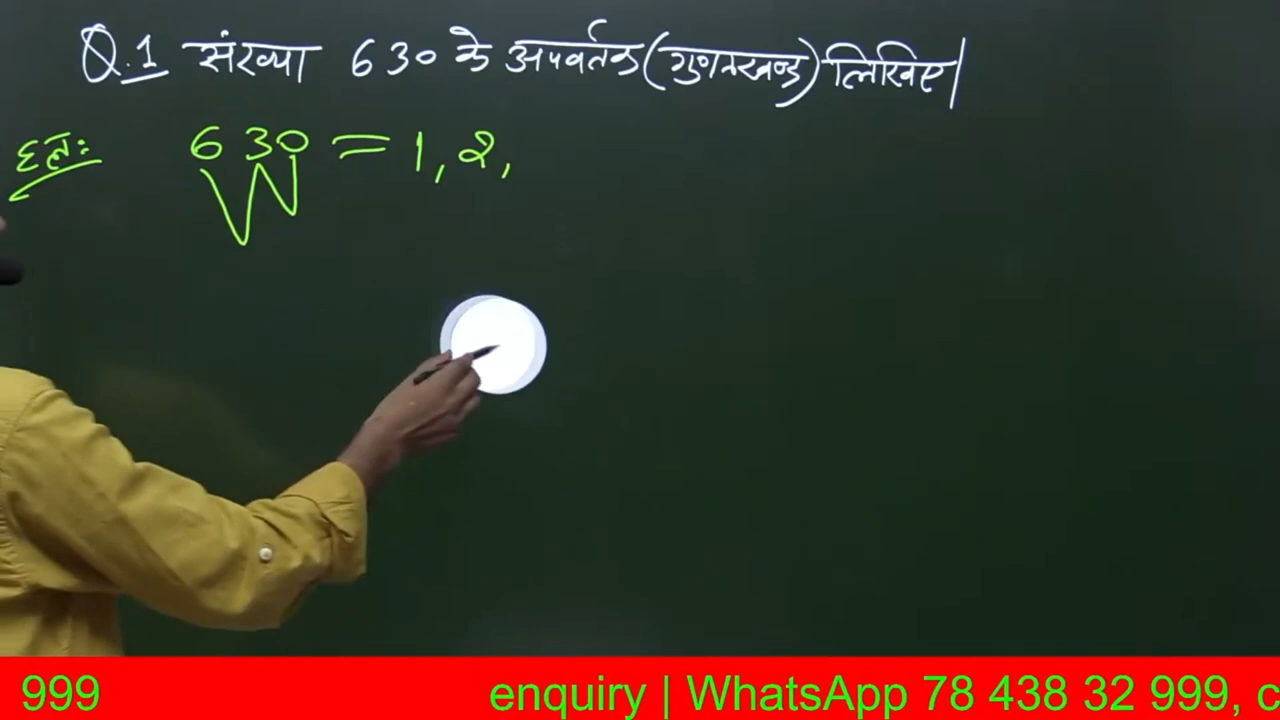 Q.1 संख्या 630 के अपवर्तक (गुणनखण्ड) लिखिए|
हलः 630 = 1, 2,
999 enquiry | WhatsApp 78 438 32 999, c